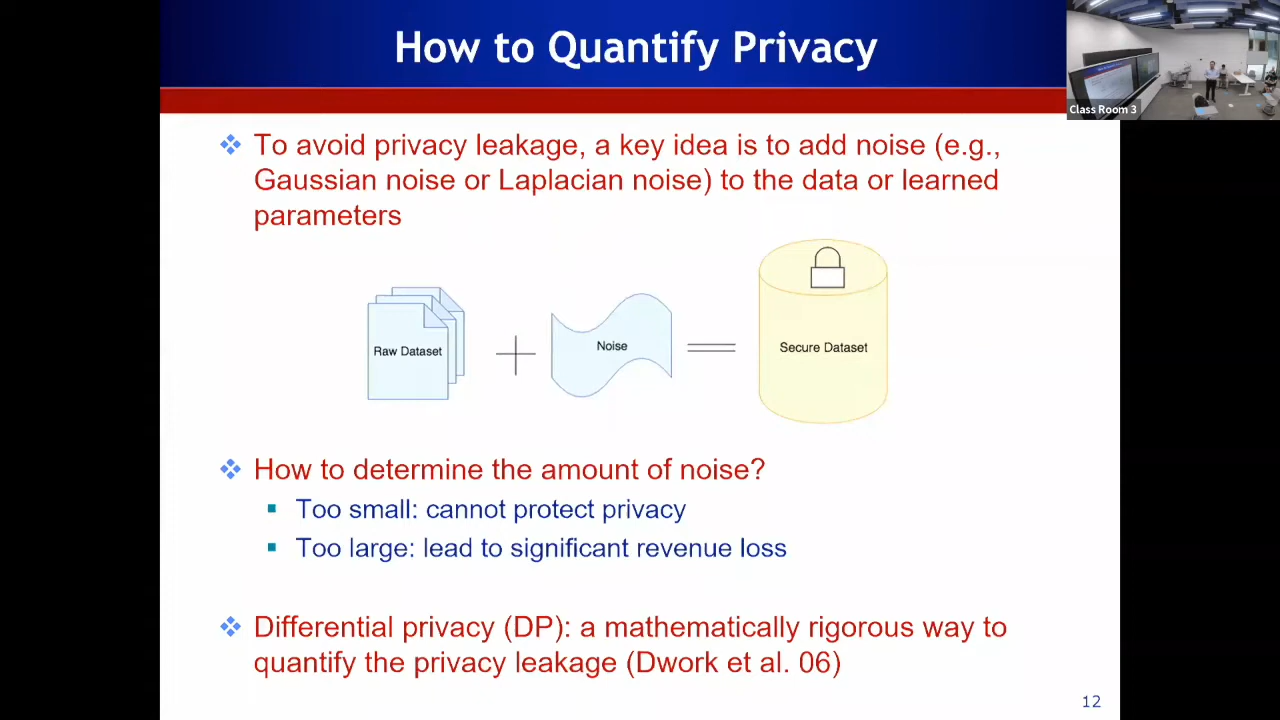 How to Quantify Privacy
Class Room 3
To avoid privacy leakage, a key idea is to add noise (e.g.,
Gaussian noise or Laplacian noise) to the data or learned
parameters
Raw Dataset
Noise
Secure Dataset
How to determine the amount of noise?
Too small: cannot protect privacy
Too large: lead to significant revenue loss
Differential privacy (DP): a mathematically rigorous way to
quantify the privacy leakage (Dwork et al. 06)
12